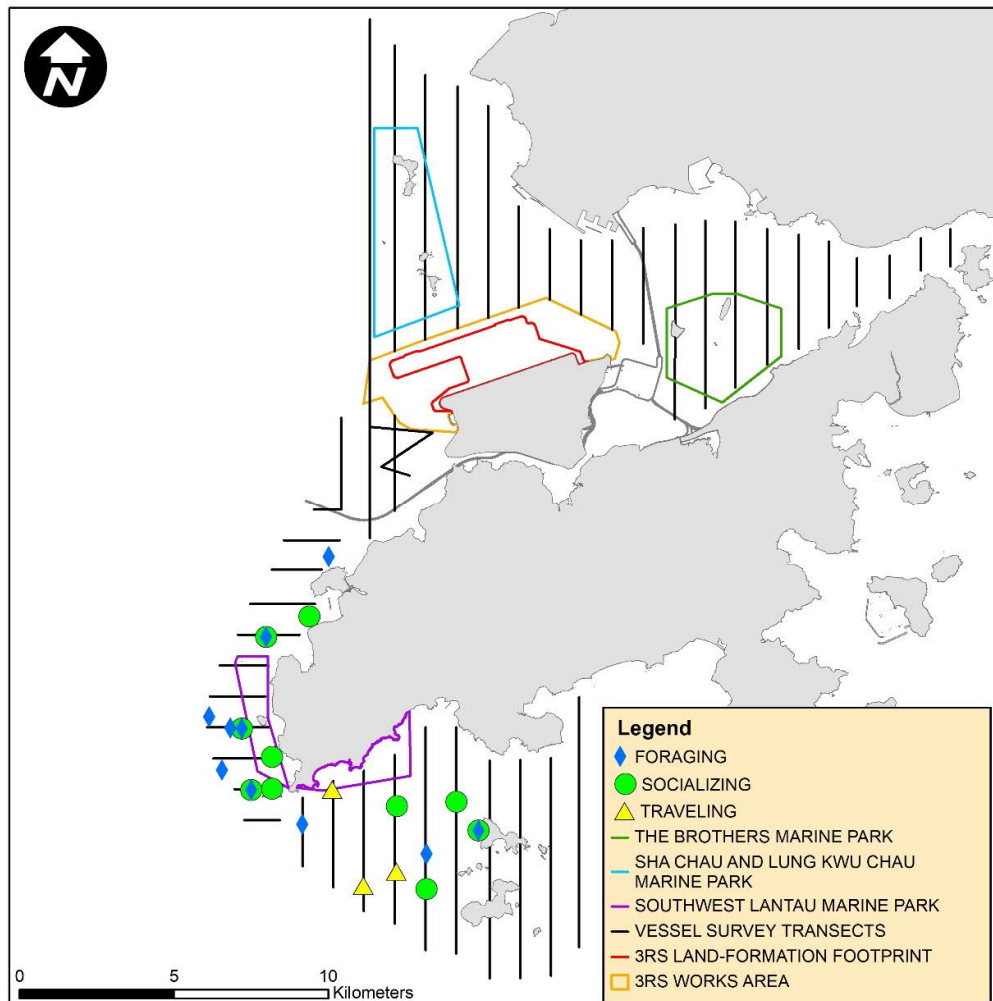 N
Legend
FORAGING
SOCIALIZING
TRAVELING
THE BROTHERS MARINE PARK
SHA CHAU AND LUNG KWU CHAU
MARINE PARK
SOUTHWEST LANTAU MARINE PARK
VESSEL SURVEY TRANSECTS
3RS LAND-FORMATION FOOTPRINT
3RS WORKS AREA
0 5 10
Kilometers